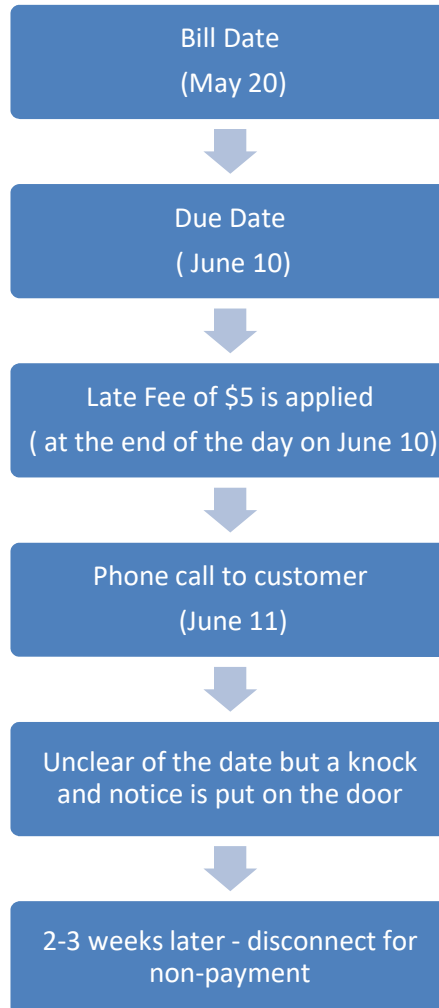 Bill Date
(May 20)
Due Date
( June 10)
Late Fee of $5 is applied
( at the end of the day on June 10)
Phone call to customer
(June 11)
Unclear of the date but a knock
and notice is put on the door
2-3 weeks later - disconnect for
non-payment